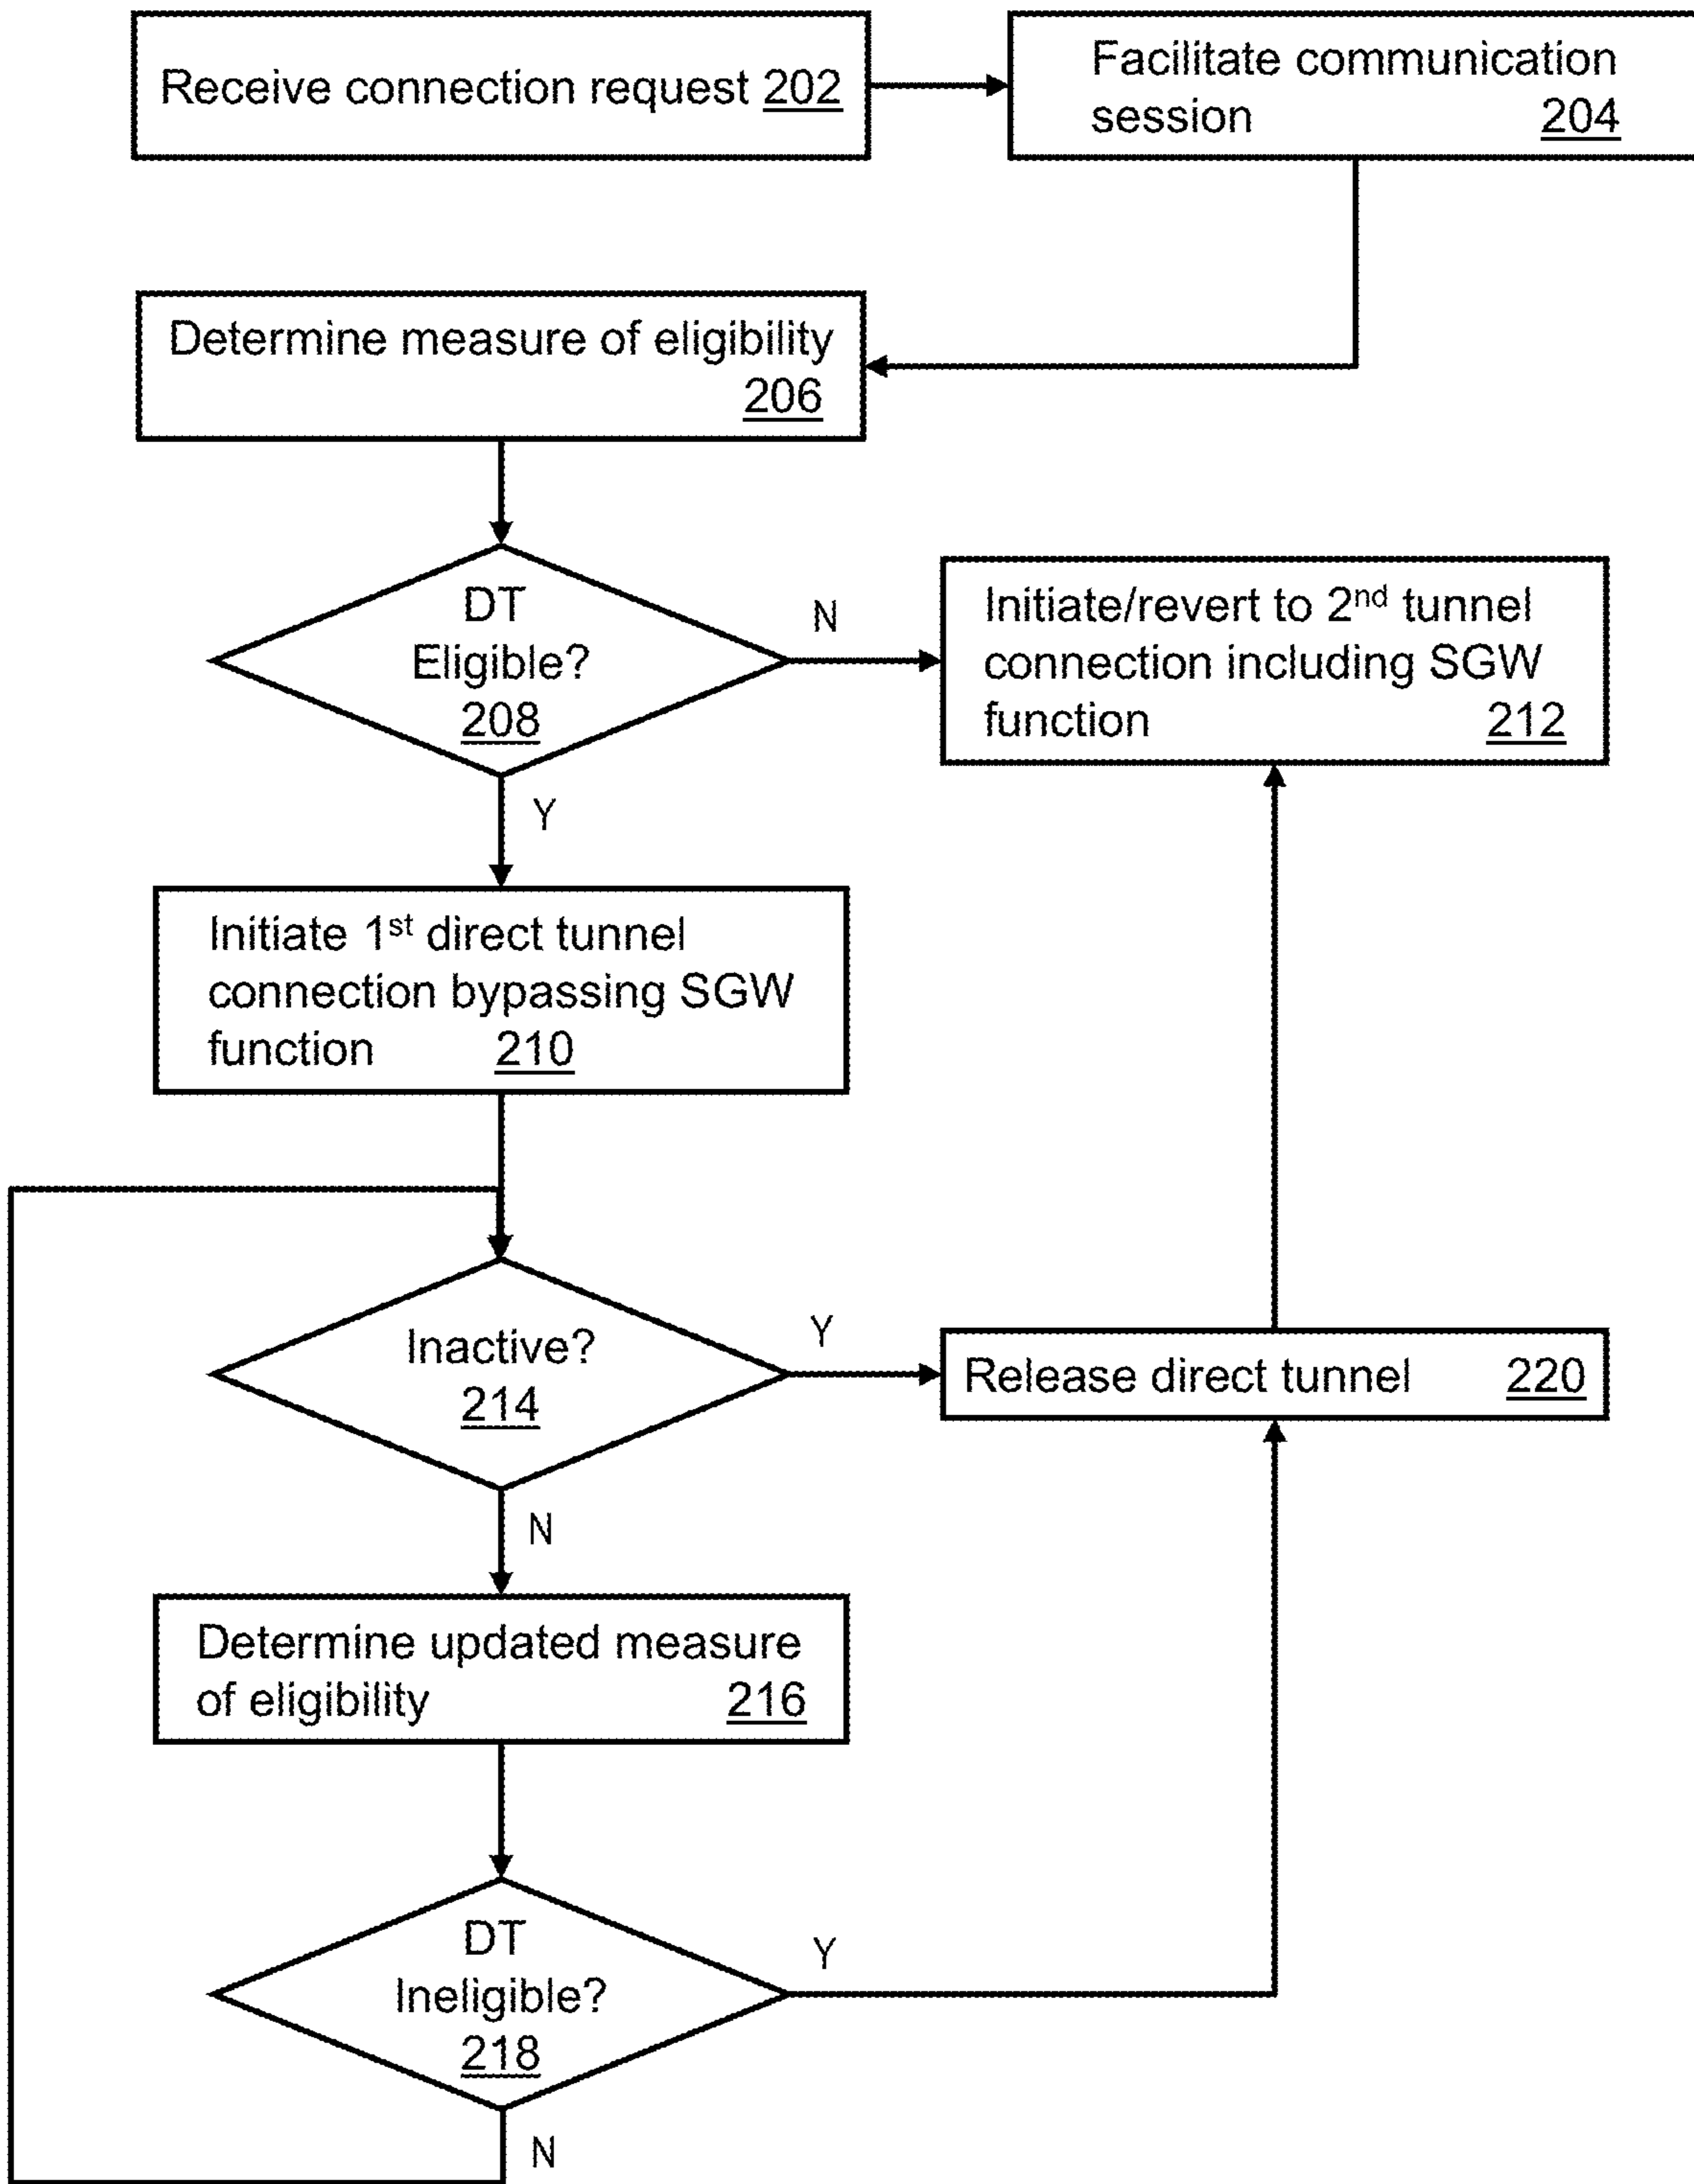 Receive connection request 202
Facilitate communication
session 204
Determine measure of eligibility
206
DT
Eligible?
208
N
Y
Initiate/revert to 2nd tunnel
connection including SGW
function 212
Initiate 1st direct tunnel
connection bypassing SGW
function 210
Inactive?
214
Y
N
Release direct tunnel 220
Determine updated measure
of eligibility 216
DT
Ineligible?
218
Y
N